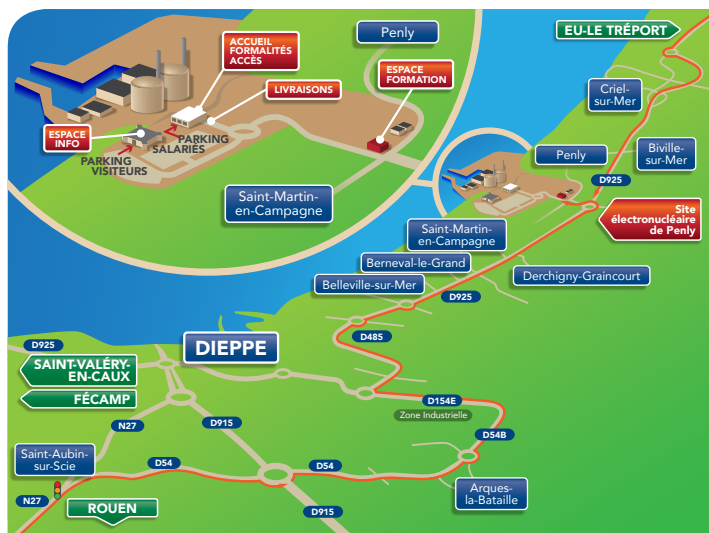 EU-LE TRÉPORT
Penly
ACCUEIL
FORMALITÉS
ACCÈS
ESPACE
FORMATION
LIVRAISONS
Criel-
sur-Mer
ESPACE
INFO
PARKING
SALARIÉS
PARKING
VISITEURS
Penly
Biville-
sur-Mer
D925
Saint-Martin-
en-Campagne
Site
électronucléaire
de Penly
Saint-Martin-
en-Campagne
Berneval-le-Grand
Derchigny-Graincourt
Belleville-sur-Mer
D925
D485
D925
DIEPPE
SAINT-VALÉRY-
EN-CAUX
FÉCAMP
D154E
Zone Industrielle
N27
D915
D54B
Saint-Aubin-
sur-Scie
D54
D54
N27
Arques-
la-Bataille
ROUEN
D915